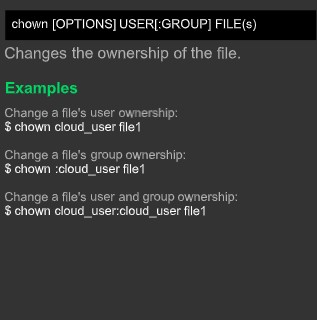 chown [OPTIONS] USER[:GROUP] FILE(s)
Changes the ownership of the file.
Examples
Change a file's user ownership:
$ chown cloud_user file1
Change a file's group ownership:
$ chown :cloud_user file1
Change a file's user and group ownership:
$ chown cloud_user:cloud_user file1